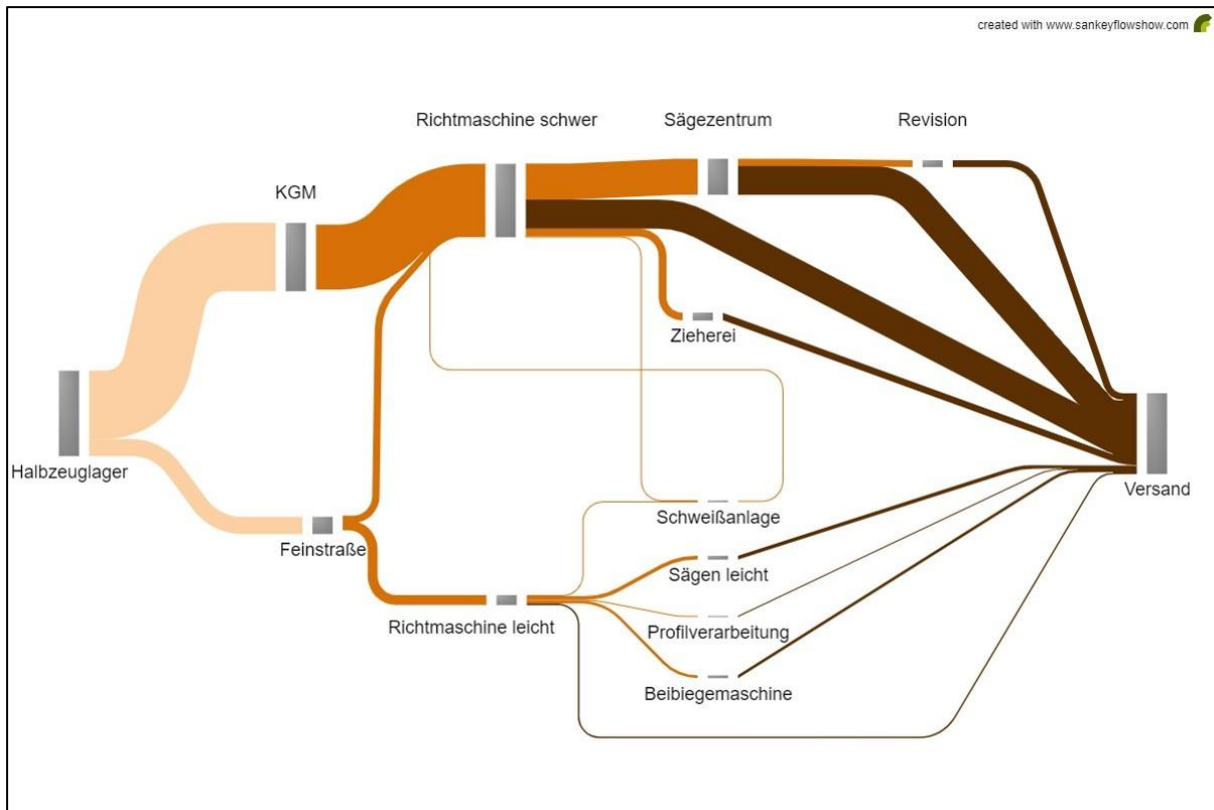 created with www.sankeyflowshow.com
Richtmaschine schwer
Sägezentrum
Revision
KGM
Zieherei
Halbzeuglager
Versand
Schweißanlage
Feinstraße
Sägen leicht
Richtmaschine leicht
Profilverarbeitung
Beibiegemaschine